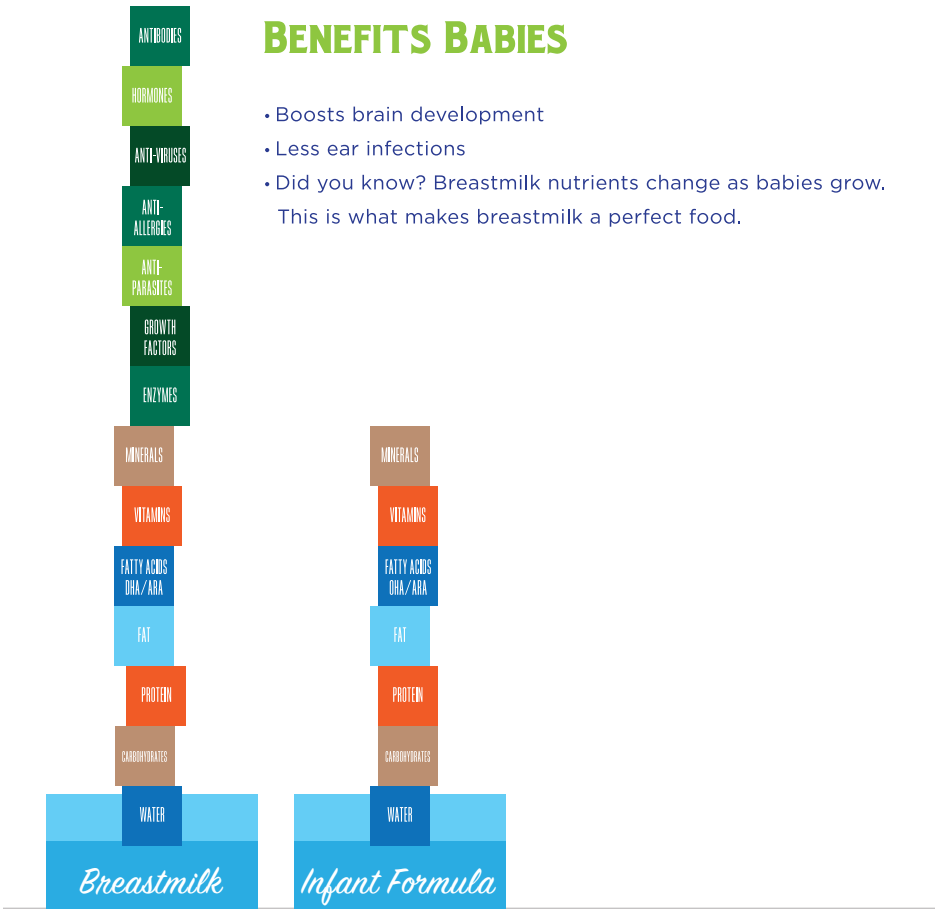 BENEFITS BABIES
• Boosts brain development
• Less ear infections
• Did you know? Breastmilk nutrients change as babies grow.
This is what makes breastmilk a perfect food.
ANTIBODIES
HORMONES
ANTI-VIRUSES
ANTI-
ALLERGIES
ANTI-
PARASITES
GROWTH
FACTORS
ENZYMES
MINERALS
VITAMINS
FATTY ACIDS
DHA/ARA
FAT
PROTEIN
CARBOHYDRATES
WATER
Breastmilk
MINERALS
VITAMINS
FATTY ACIDS
DHA/ARA
FAT
PROTEIN
CARBOHYDRATES
WATER
Infant Formula